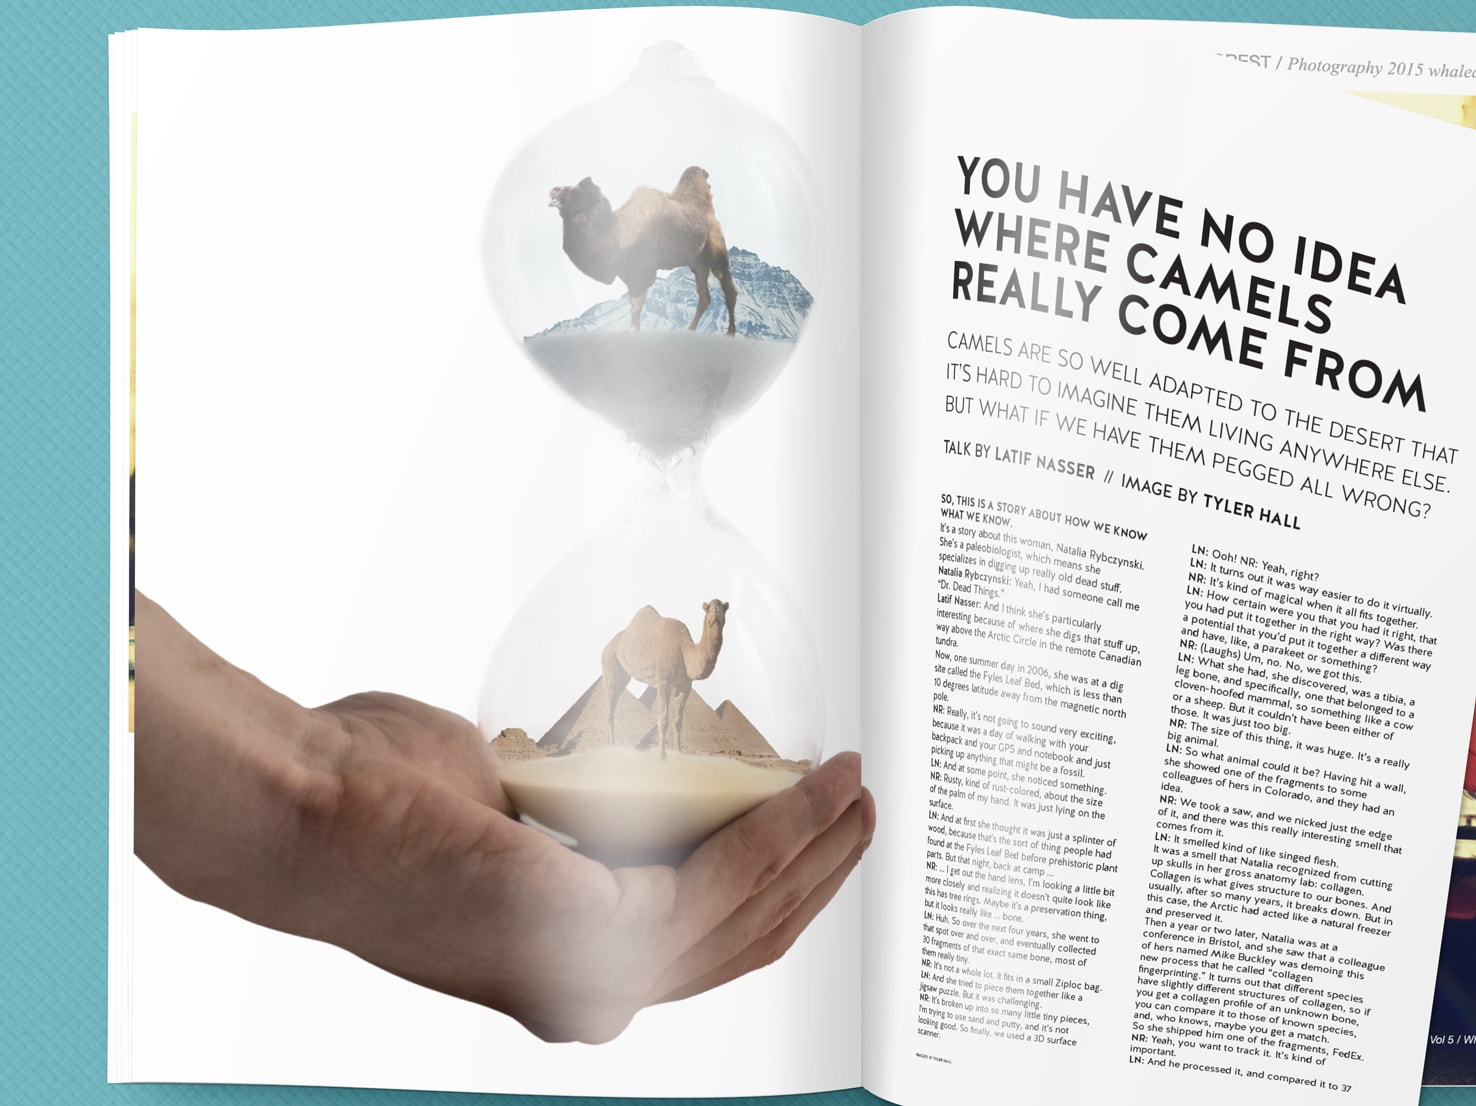 / Photography 2015
YOU HAVE NO IDEA
WHERE CAMELS
REALLY COME FROM
CAMELS ARE SO WELL ADAPTED TO THE DESERT THAT
IT'S HARD TO IMAGINE THEM LIVING ANYWHERE ELSE.
BUT WHAT IF WE HAVE THEM PEGGED ALL WRONG?
TALK BY LATIF NASSER // IMAGE BY TYLER HALL
SO, THIS IS A STORY ABOUT HOW WE KNOW
WHAT WE KNOW.
It's a story about this woman, Natalia Rybczynski.
She's a paleobiologist, which means she
specializes in digging up really old dead stuff.
Natalia Rybczynski: Yeah, I had someone call me
"Dr. Dead Things."
Latif Nasser: And I think she's particularly
interesting because of where she digs that stuff up,
way above the Arctic Circle in the remote Canadian
tundra.
Now, one summer day in 2006, she was at a dig
site called the Fyles Leaf Bed, which is less than
10 degrees latitude away from the magnetic north
pole.
NR: Really, it's not going to sound very exciting,
because it was a day of walking with your
backpack and your GPS and notebook and just
picking up anything that might be a fossil.
LN: And at some point, she noticed something.
NR: Rusty, kind of rust-colored, about the size
of the palm of my hand. It was just lying on the
surface.
LN: And at first she thought it was just a splinter of
wood, because that's the sort of thing people had
found at the Fyles Leaf Bed before prehistoric plant
parts. But that night, back at camp ...
NR: ... I get out the hand lens, I'm looking a little bit
more closely and realizing it doesn't quite look like
this has tree rings. Maybe it's a preservation thing,
but it looks really like ... bone.
LN: Huh. So over the next four years, she went to
that spot over and over, and eventually collected
30 fragments of that exact same bone, most of
them really tiny.
NR: It's not a whole lot. It fits in a small Ziploc bag.
LN: And she tried to piece them together like a
jigsaw puzzle. But it was challenging.
NR: It's broken up into so many little tiny pieces,
I'm trying to use sand and putty, and it's not
looking good. So finally, we used a 3D surface
scanner.
LN: Ooh! NR: Yeah, right?
LN: It turns out it was way easier to do it virtually.
NR: It's kind of magical when it all fits together.
LN: How certain were you that you had it right, that
you had put it together in the right way? Was there
a potential that you'd put it together a different way
and have, like, a parakeet or something?
NR: (Laughs) Um, no. No, we got this.
LN: What she had, she discovered, was a tibia, a
leg bone, and specifically, one that belonged to a
cloven-hoofed mammal, so something like a cow
or a sheep. But it couldn't have been either of
those. It was just too big.
NR: The size of this thing, it was huge. It's a really
big animal.
LN: So what animal could it be? Having hit a wall,
she showed one of the fragments to some
colleagues of hers in Colorado, and they had an
idea.
NR: We took a saw, and we nicked just the edge
of it, and there was this really interesting smell that
comes from it.
LN: It smelled kind of like singed flesh.
It was a smell that Natalia recognized from cutting
up skulls in her gross anatomy lab: collagen.
Collagen is what gives structure to our bones. And
usually, after so many years, it breaks down. But in
this case, the Arctic had acted like a natural freezer
and preserved it.
Then a year or two later, Natalia was at a
conference in Bristol, and she saw that a colleague
of hers named Mike Buckley was demoing this
new process that he called "collagen
fingerprinting." It turns out that different species
have slightly different structures of collagen, so if
you get a collagen profile of an unknown bone,
you can compare it to those of known species,
and, who knows, maybe you get a match.
So she shipped him one of the fragments, FedEx.
NR: Yeah, you want to track it. It's kind of
important.
LN: And he processed it, and compared it to 37
Vol 5 /